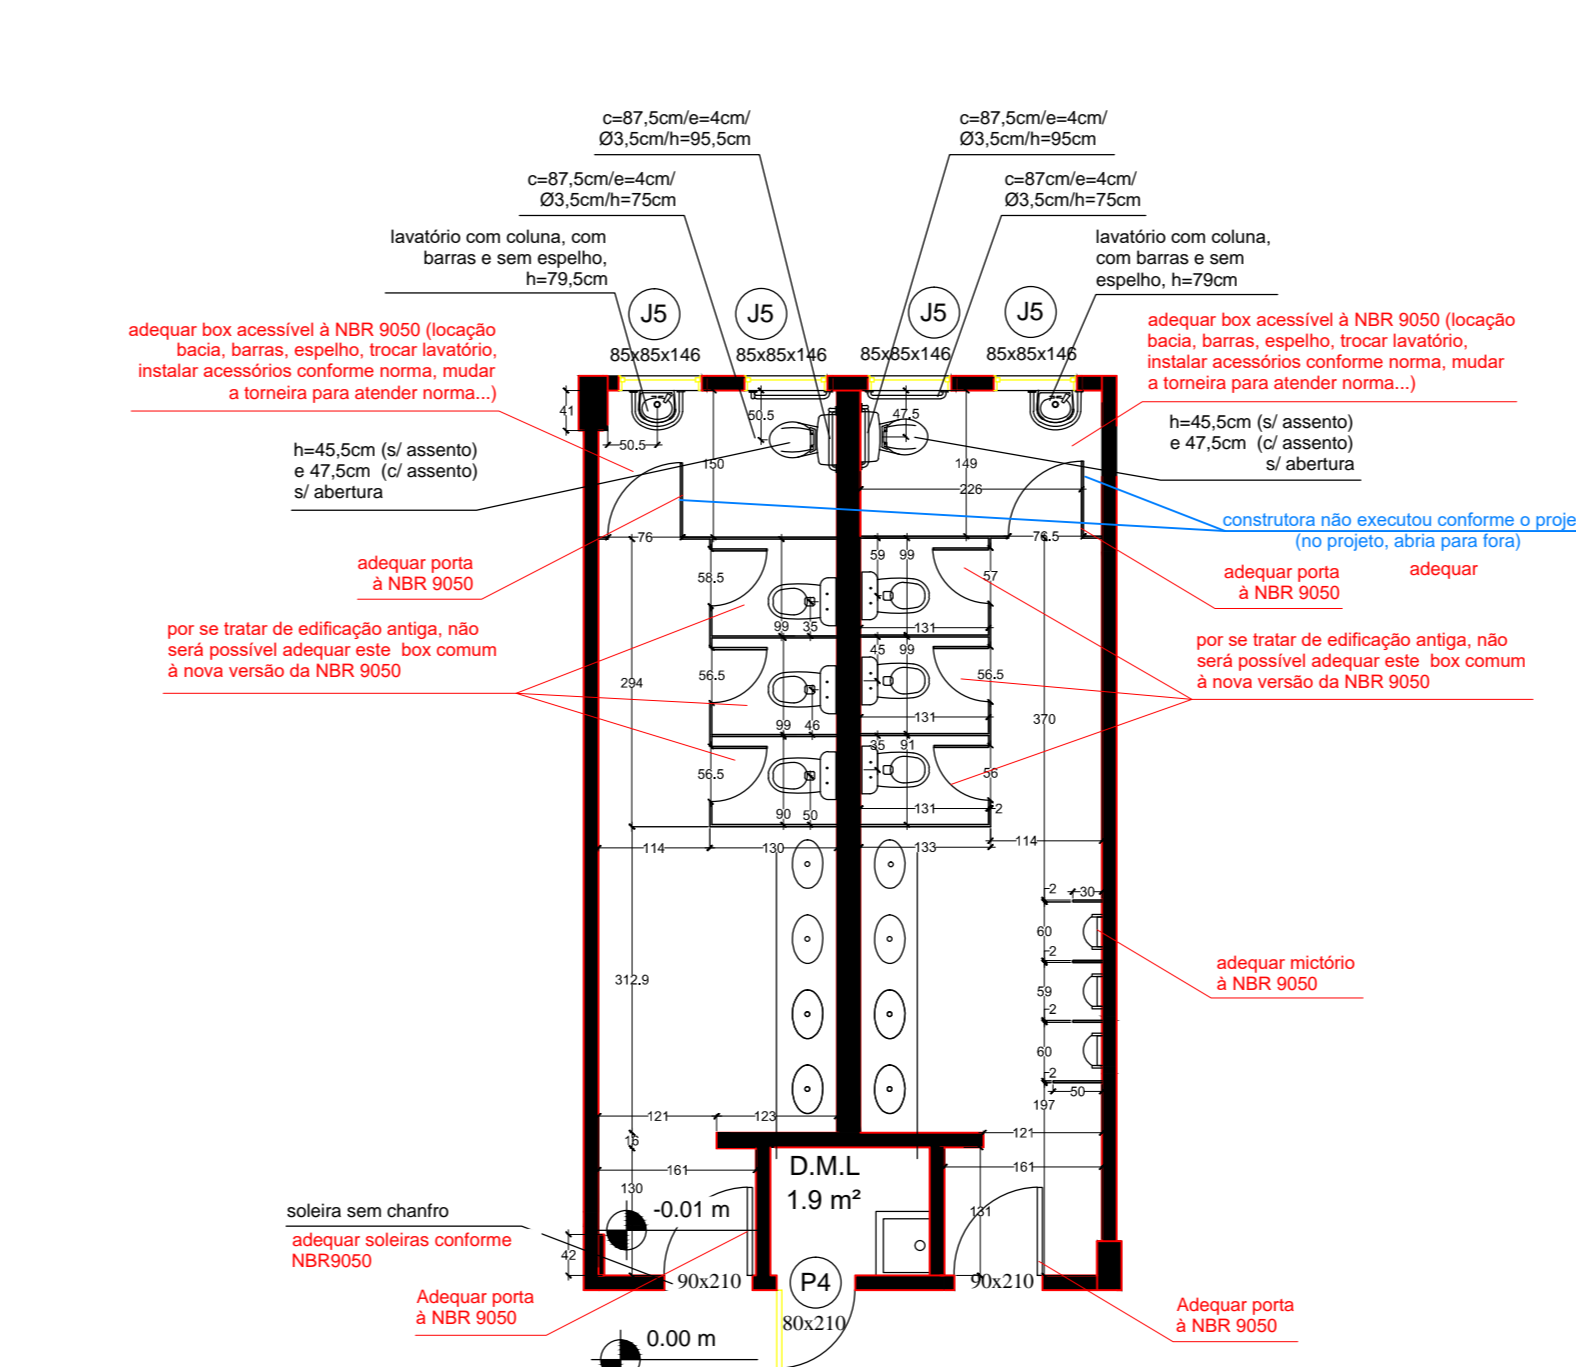 c=87,5cm/e=4cm/
Ø3,5cm/h=95,5cm
c=87,5cm/e=4cm/
Ø3,5cm/h=95cm
c=87,5cm/e=4cm/
Ø3,5cm/h=75cm
c=87cm/e=4cm/
Ø3,5cm/h=75cm
lavatório com coluna, com
barras e sem espelho,
h=79,5cm
lavatório com coluna,
com barras e sem
espelho, h=79cm
J5
J5
J5
J5
85x85x146
85x85x146
85x85x146
85x85x146
adequar box acessível à NBR 9050 (locação
bacia, barras, espelho, trocar lavatório,
instalar acessórios conforme norma, mudar
a torneira para atender norma...)
adequar box acessível à NBR 9050 (locação
bacia, barras, espelho, trocar lavatório,
instalar acessórios conforme norma, mudar
a torneira para atender norma...)
41
50.5
50.5
47.5
h=45,5cm (s/ assento)
e 47,5cm (c/ assento)
s/ abertura
h=45,5cm (s/ assento)
e 47,5cm (c/ assento)
s/ abertura
150
149
226
construtora não executou conforme o proje
(no projeto, abria para fora)
76
76.5
adequar porta
à NBR 9050
adequar porta
à NBR 9050
adequar
58.5
59
99
57
99
35
131
por se tratar de edificação antiga, não
será possível adequar este box comum
à nova versão da NBR 9050
por se tratar de edificação antiga, não
será possível adequar este box comum
à nova versão da NBR 9050
294
56.5
45
99
56.5
99
46
131
370
56.5
35
91
56
90
50
131
2
114
130
133
114
2
30
60
2
59
2
60
2
50
197
adequar mictório
à NBR 9050
312.9
121
123
16
121
161
161
130
131
D.M.L
1.9 m²
-0.01 m
soleira sem chanfro
adequar soleiras conforme
NBR9050
42
90x210
P4
90x210
80x210
Adequar porta
à NBR 9050
Adequar porta
à NBR 9050
0.00 m